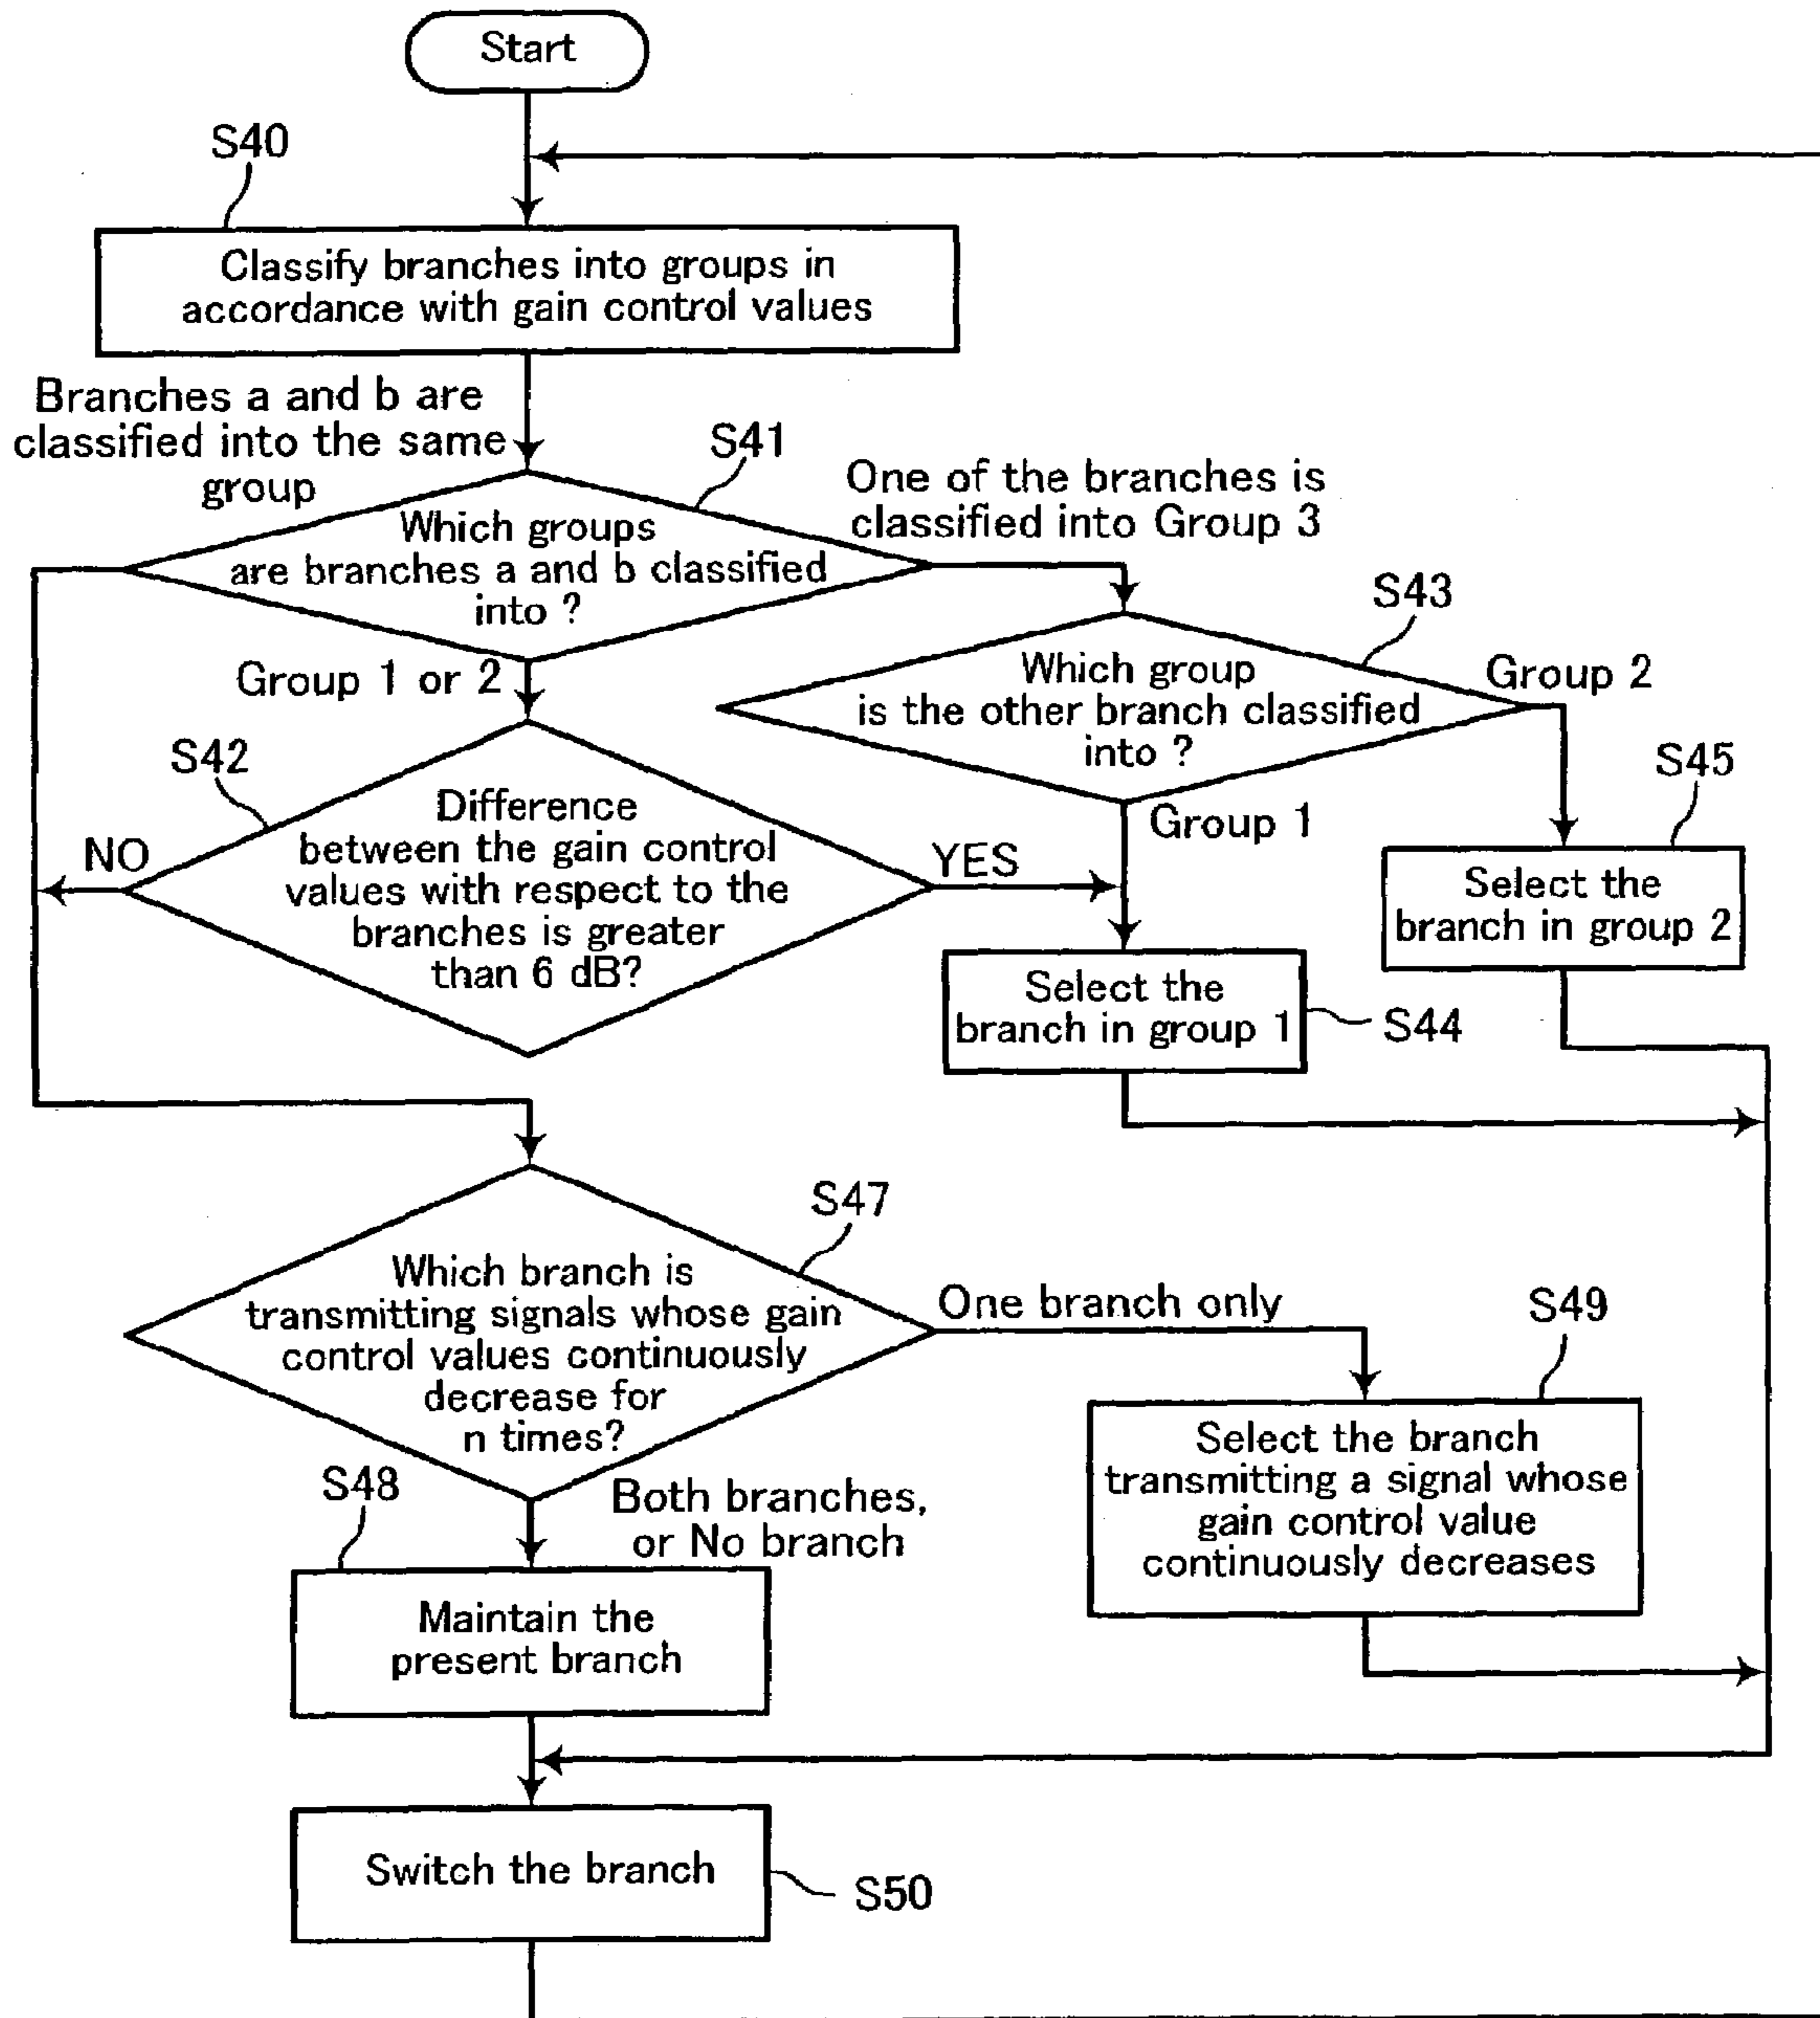 Start
S40
Classify branches into groups in
accordance with gain control values
Branches a and b are
classified into the same
group
S41
One of the branches is
classified into Group 3
Which groups
are branches a and b classified
into ?
S43
Group 1 or 2
Which group
is the other branch classified
into ?
Group 2
S42
S45
Difference
between the gain control
values with respect to the
branches is greater
than 6 dB?
NO
YES
Group 1
Select the
branch in group 2
Select the
branch in group 1
S44
S47
Which branch is
transmitting signals whose gain
control values continuously
decrease for
n times?
One branch only
S49
S48
Both branches,
or No branch
Select the branch
transmitting a signal whose
gain control value
continuously decreases
Maintain the
present branch
Switch the branch
S50